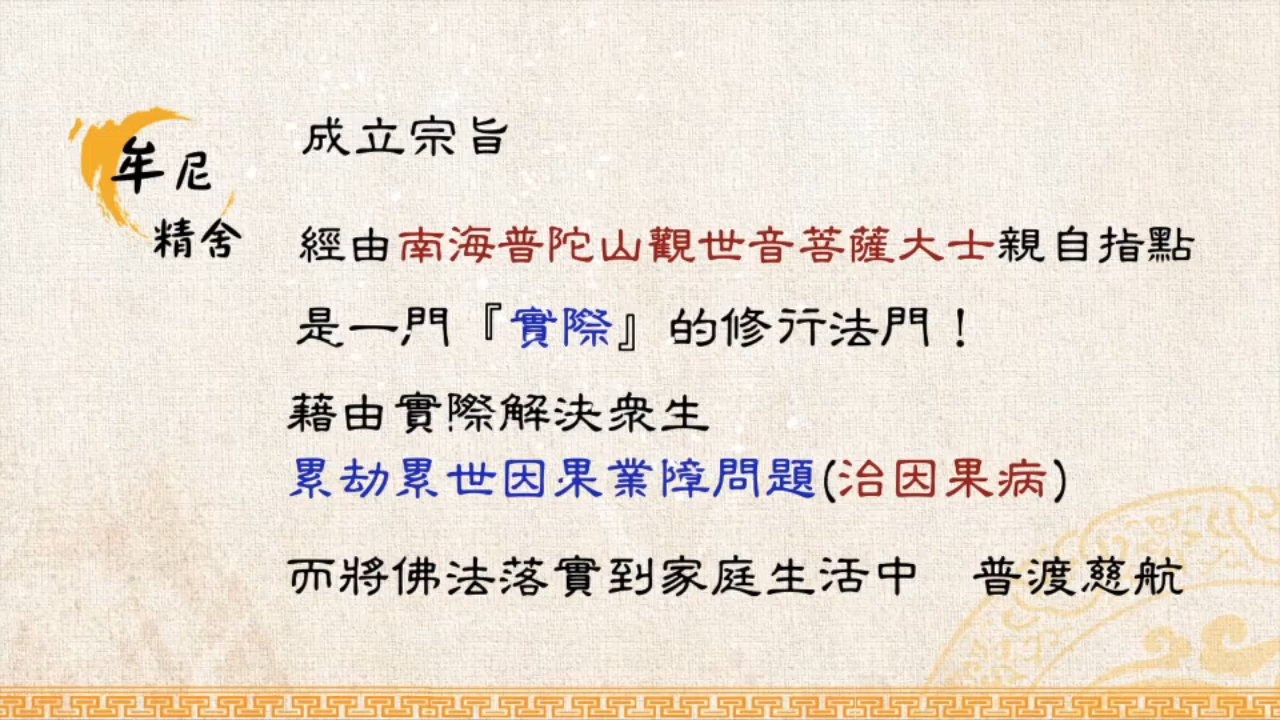 牟尼
精舍
成立宗旨
經由南海普陀山觀世音菩薩大士親自指點
是一門『實際』的修行法門！
藉由實際解決衆生
累劫累世因果業障問題(治因果病)
而將佛法落實到家庭生活中　普渡慈航